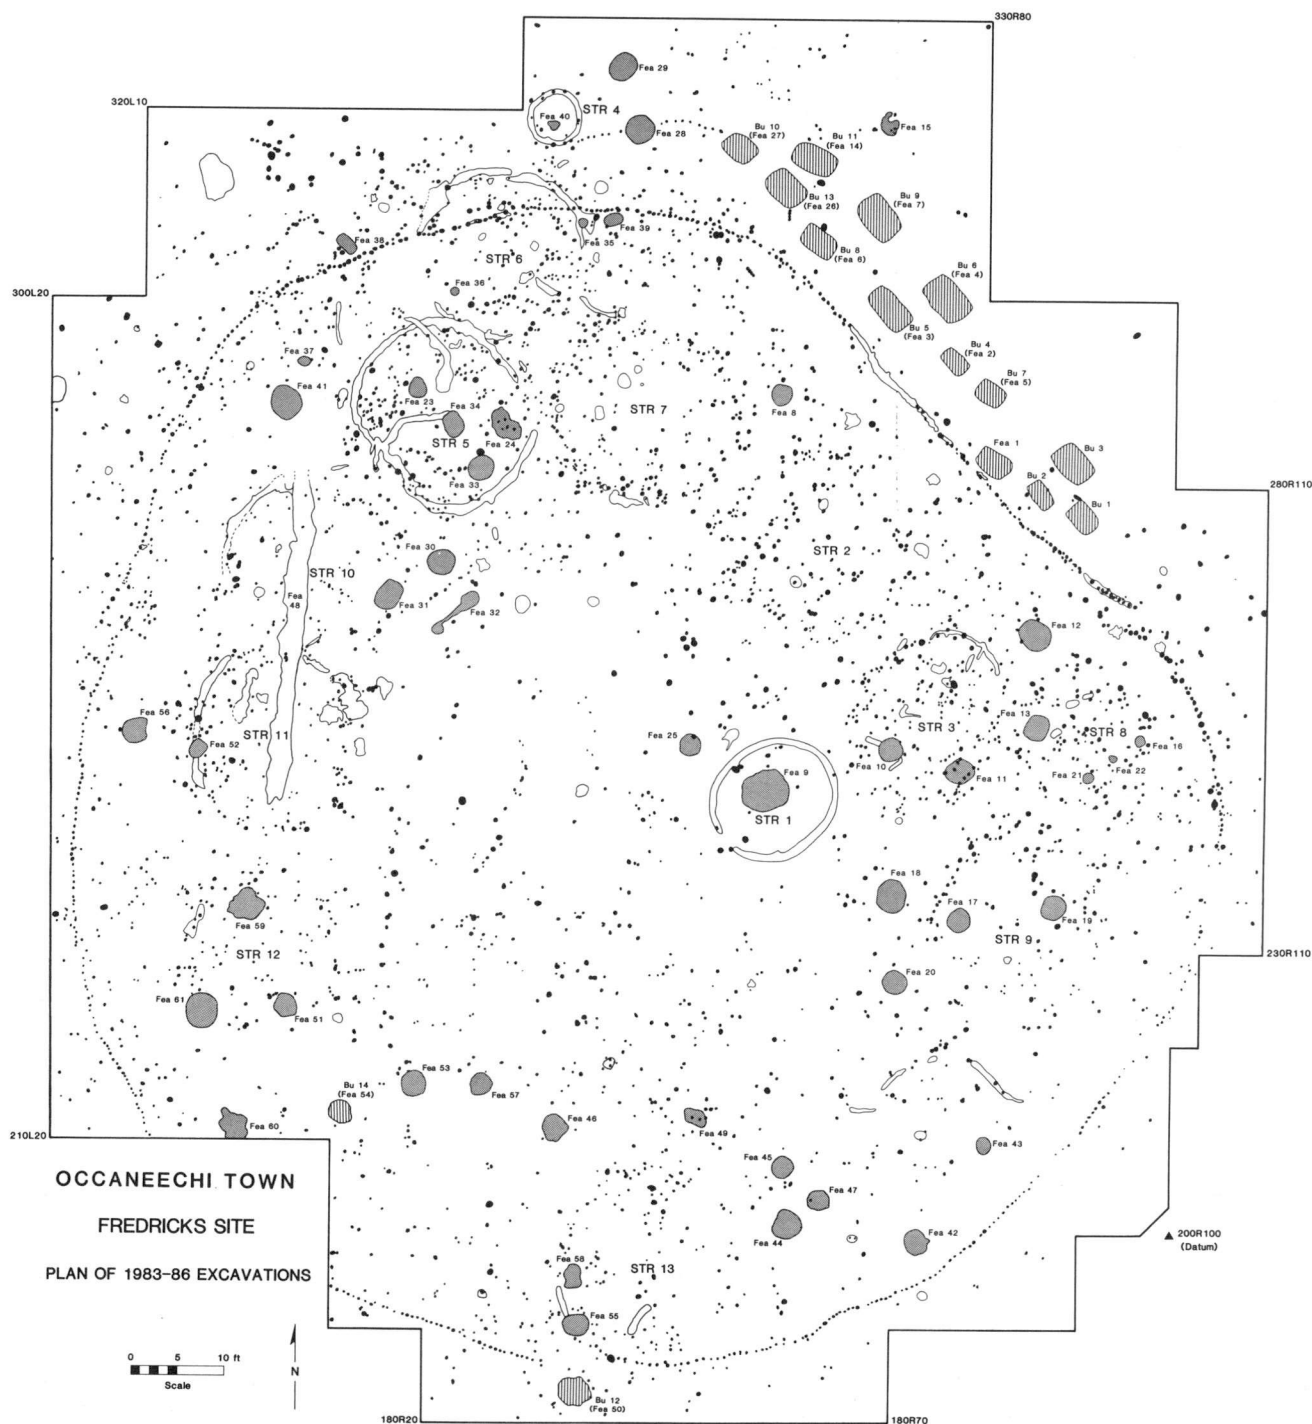 330R80
Fea 29
320L10
STR 4
Fea 40
Fea 28
Bu 10
(Fea 27)
Bu 11
(Fea 14)
Fea 15
Bu 13
(Fea 26)
Bu 9
(Fea 7)
Fea 38
Fea 35
Fea 39
Bu 8
(Fea 6)
STR 6
Bu 6
(Fea 4)
300L20
Fea 36
Bu 5
(Fea 3)
Bu 4
(Fea 2)
Fea 37
Bu 7
(Fea 5)
Fea 41
Fea 23
Fea 34
STR 7
Fea 8
STR 5
Fea 24
Fea 33
Fea 1
Bu 3
Bu 2
280R110
Bu 1
Fea 30
STR 2
STR 10
Fea
48
Fea 31
Fea 32
Fea 12
Fea 56
Fea 52
STR 11
Fea 25
STR 3
Fea 13
STR 8
Fea 16
Fea 10
Fea 11
Fea 21
Fea 22
Fea 9
STR 1
Fea 18
Fea 17
Fea 19
Fea 59
STR 9
STR 12
230R110
Fea 20
Fea 61
Fea 51
Fea 53
Bu 14
(Fea 54)
Fea 57
Fea 60
Fea 46
Fea 49
210L20
Fea 43
Fea 45
OCCANEECHI TOWN
Fea 47
FREDRICKS SITE
Fea 44
Fea 42
200R100
(Datum)
PLAN OF 1983-86 EXCAVATIONS
Fea 58
STR 13
Fea 55
0 5 10 ft
Scale
N
Bu 12
(Fea 50)
180R20
180R70